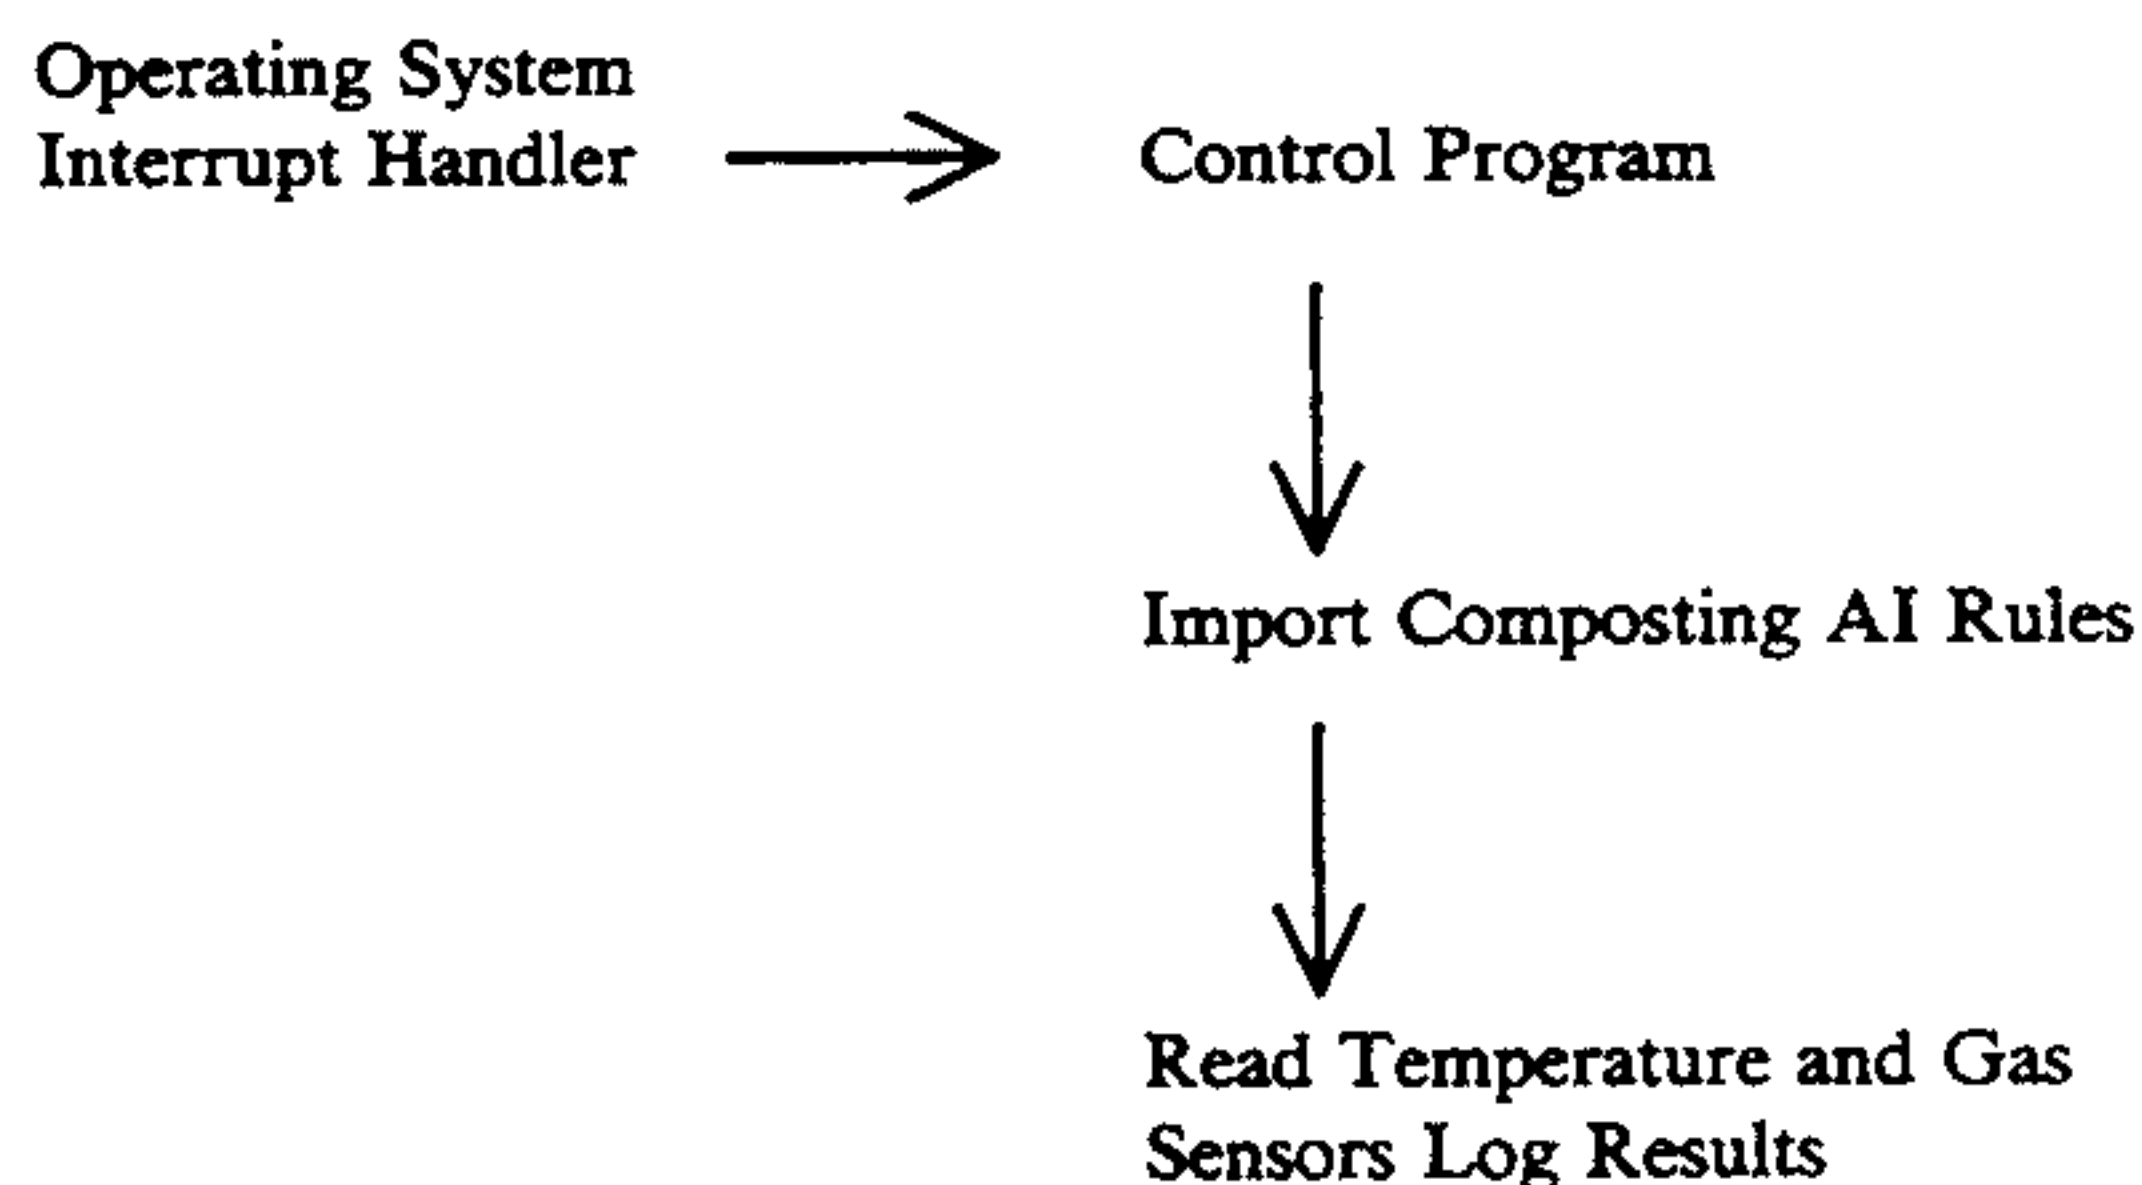 Operating System
Interrupt Handler
Control Program
Import Composting AI Rules
Read Temperature and Gas
Sensors Log Results